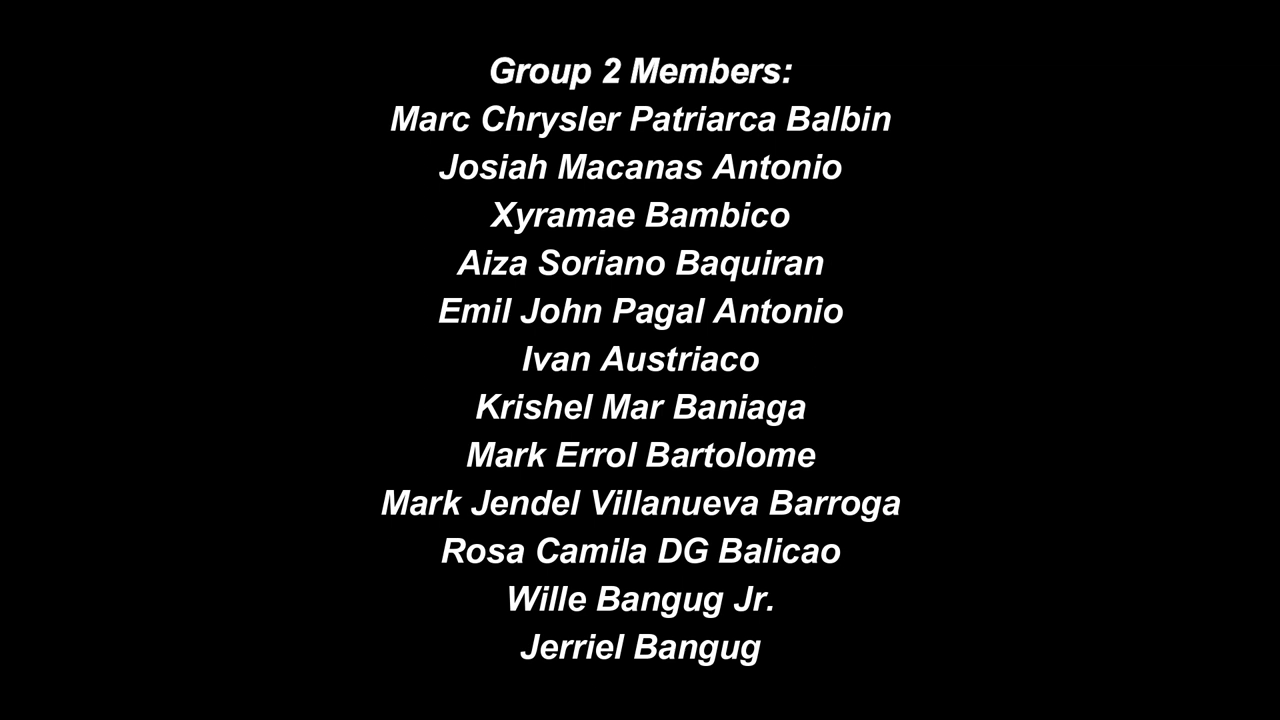 Group 2 Members:
Marc Chrysler Patriarca Balbin
Josiah Macanas Antonio
Xyramae Bambico
Aiza Soriano Baquiran
Emil John Pagal Antonio
Ivan Austriaco
Krishel Mar Baniaga
Mark Errol Bartolome
Mark Jendel Villanueva Barroga
Rosa Camila DG Balicao
Wille Bangug Jr.
Jerriel Bangug